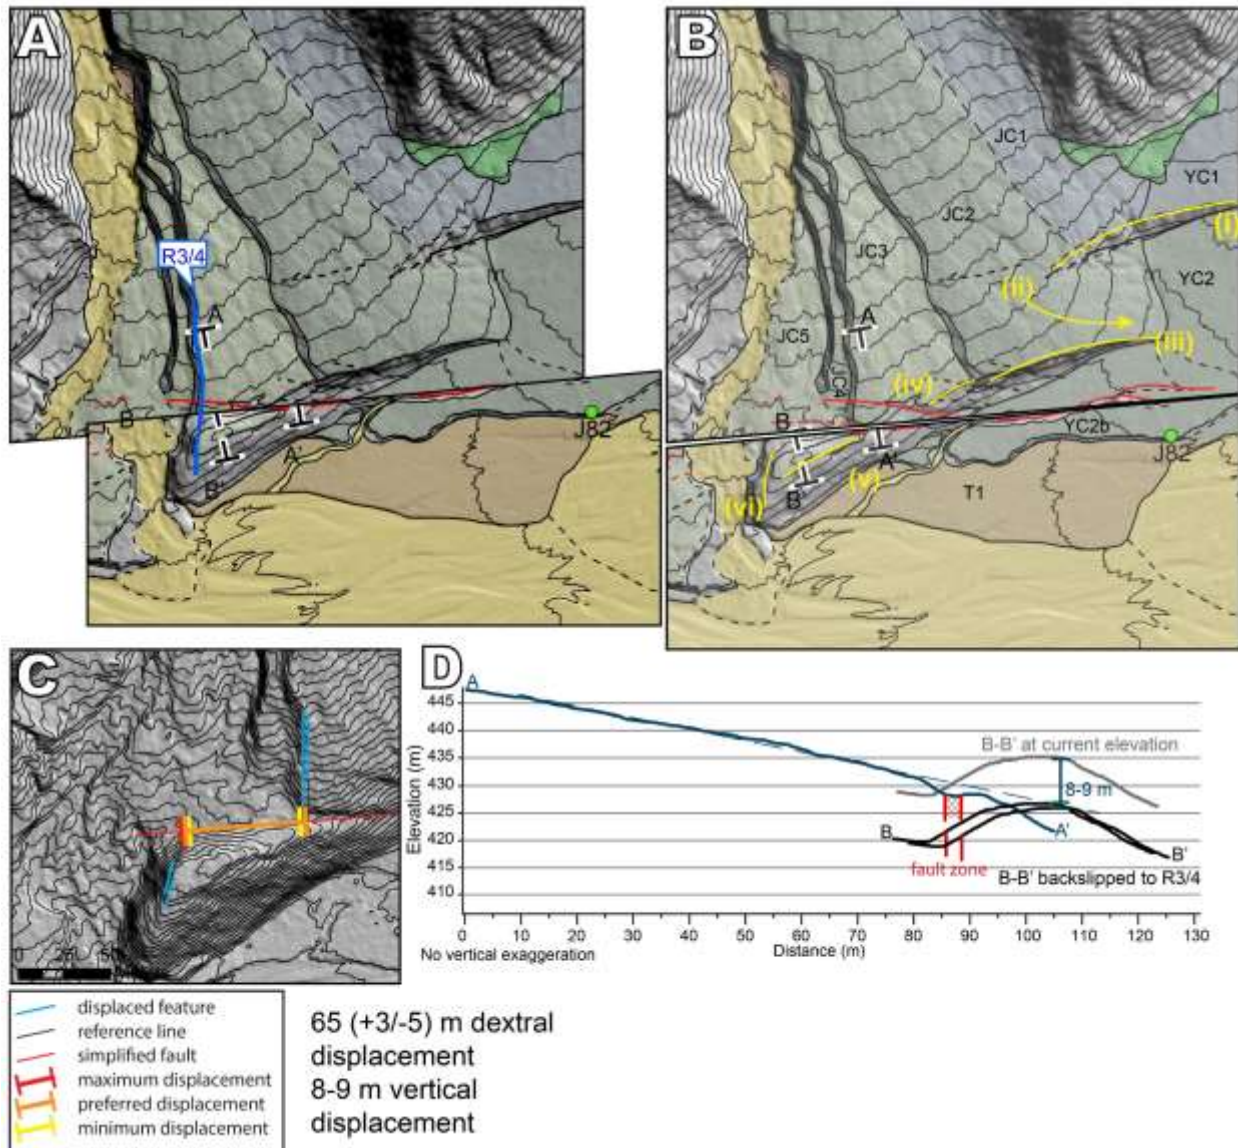 A
R3/4
A
B
A'
B'
J82
B
JC1
YC1
(i)
JC2
JC3
(ii)
YC2
A
(iii)
JC5
JC4
(iv)
B
YC2b
A'
J82
(v)
B'
T1
(vi)
C
0 25 50
D
A
445
440
435
430
425
420
415
410
Elevation (m)
B-B' at current elevation
8-9 m
B
A'
B'
fault zone
B-B' backslipped to R3/4
0 10 20 30 40 50 60 70 80 90 100 110 120 130
No vertical exaggeration
Distance (m)
displaced feature
reference line
simplified fault
maximum displacement
preferred displacement
minimum displacement
65 (+3/-5) m dextral
displacement
8-9 m vertical
displacement